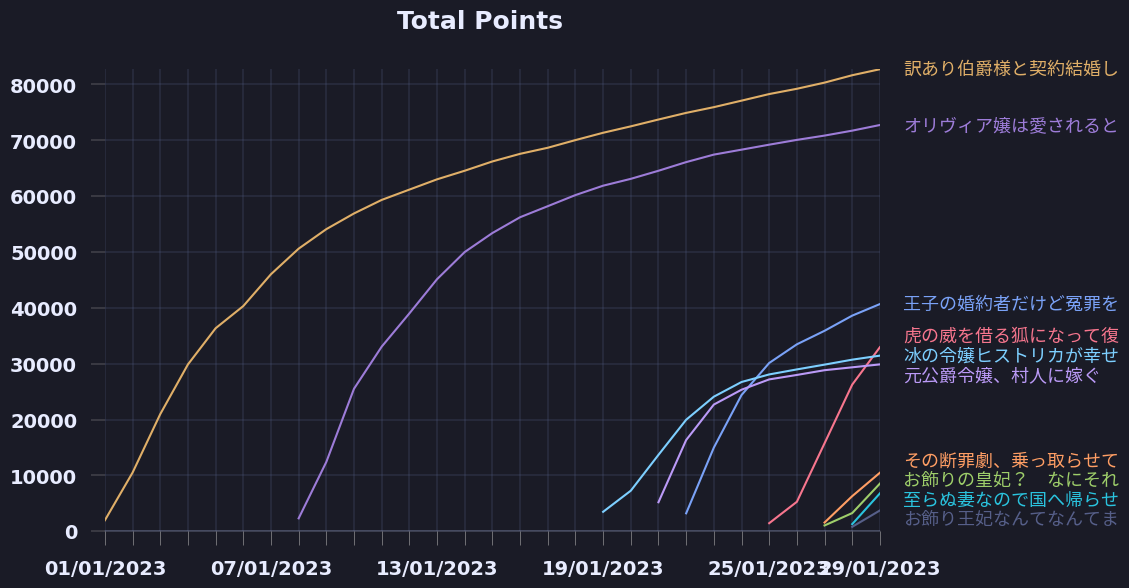 Total Points
80000
70000
60000
50000
40000
30000
20000
10000
0
01/01/2023
07/01/2023
13/01/2023
19/01/2023
25/01/2023
29/01/2023
訳あり伯爵様と契約結婚し
オリヴィア嬢は愛されると
王子の婚約者だけど冤罪を
虎の威を借る狐になって復
冰の令嬢ヒストリカが幸せ
元公爵令嬢、村人に嫁ぐ
その断罪劇、乗っ取らせて
お飾りの皇妃？　なにそれ
至らぬ妻なので国へ帰らせ
お飾り王妃なんてなんてま